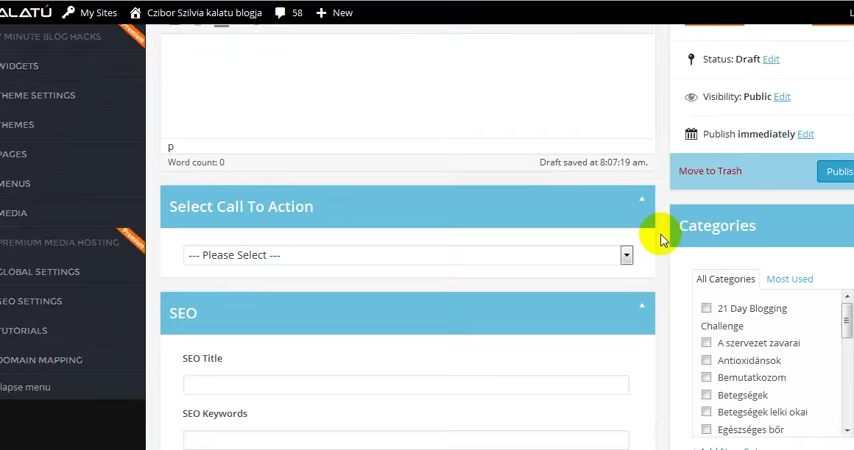 ALATÚ My Sites Czibor Szilvia kalatu blogja 58 New
7 MINUTE BLOG HACKS
Premium
WIDGETS
THEME SETTINGS
THEMES
PAGES
MENUS
MEDIA
PREMIUM MEDIA HOSTING
Premium
GLOBAL SETTINGS
SEO SETTINGS
TUTORIALS
DOMAIN MAPPING
lapse menu
p
Word count: 0 Draft saved at 8:07:19 am.
Select Call To Action
--- Please Select ---
SEO
SEO Title
SEO Keywords
Status: Draft Edit
Visibility: Public Edit
Publish immediately Edit
Move to Trash Publis
Categories
All Categories Most Used
21 Day Blogging
Challenge
A szervezet zavarai
Antioxidánsok
Bemutatkozom
Betegségek
Betegségek lelki okai
Egészséges bőr